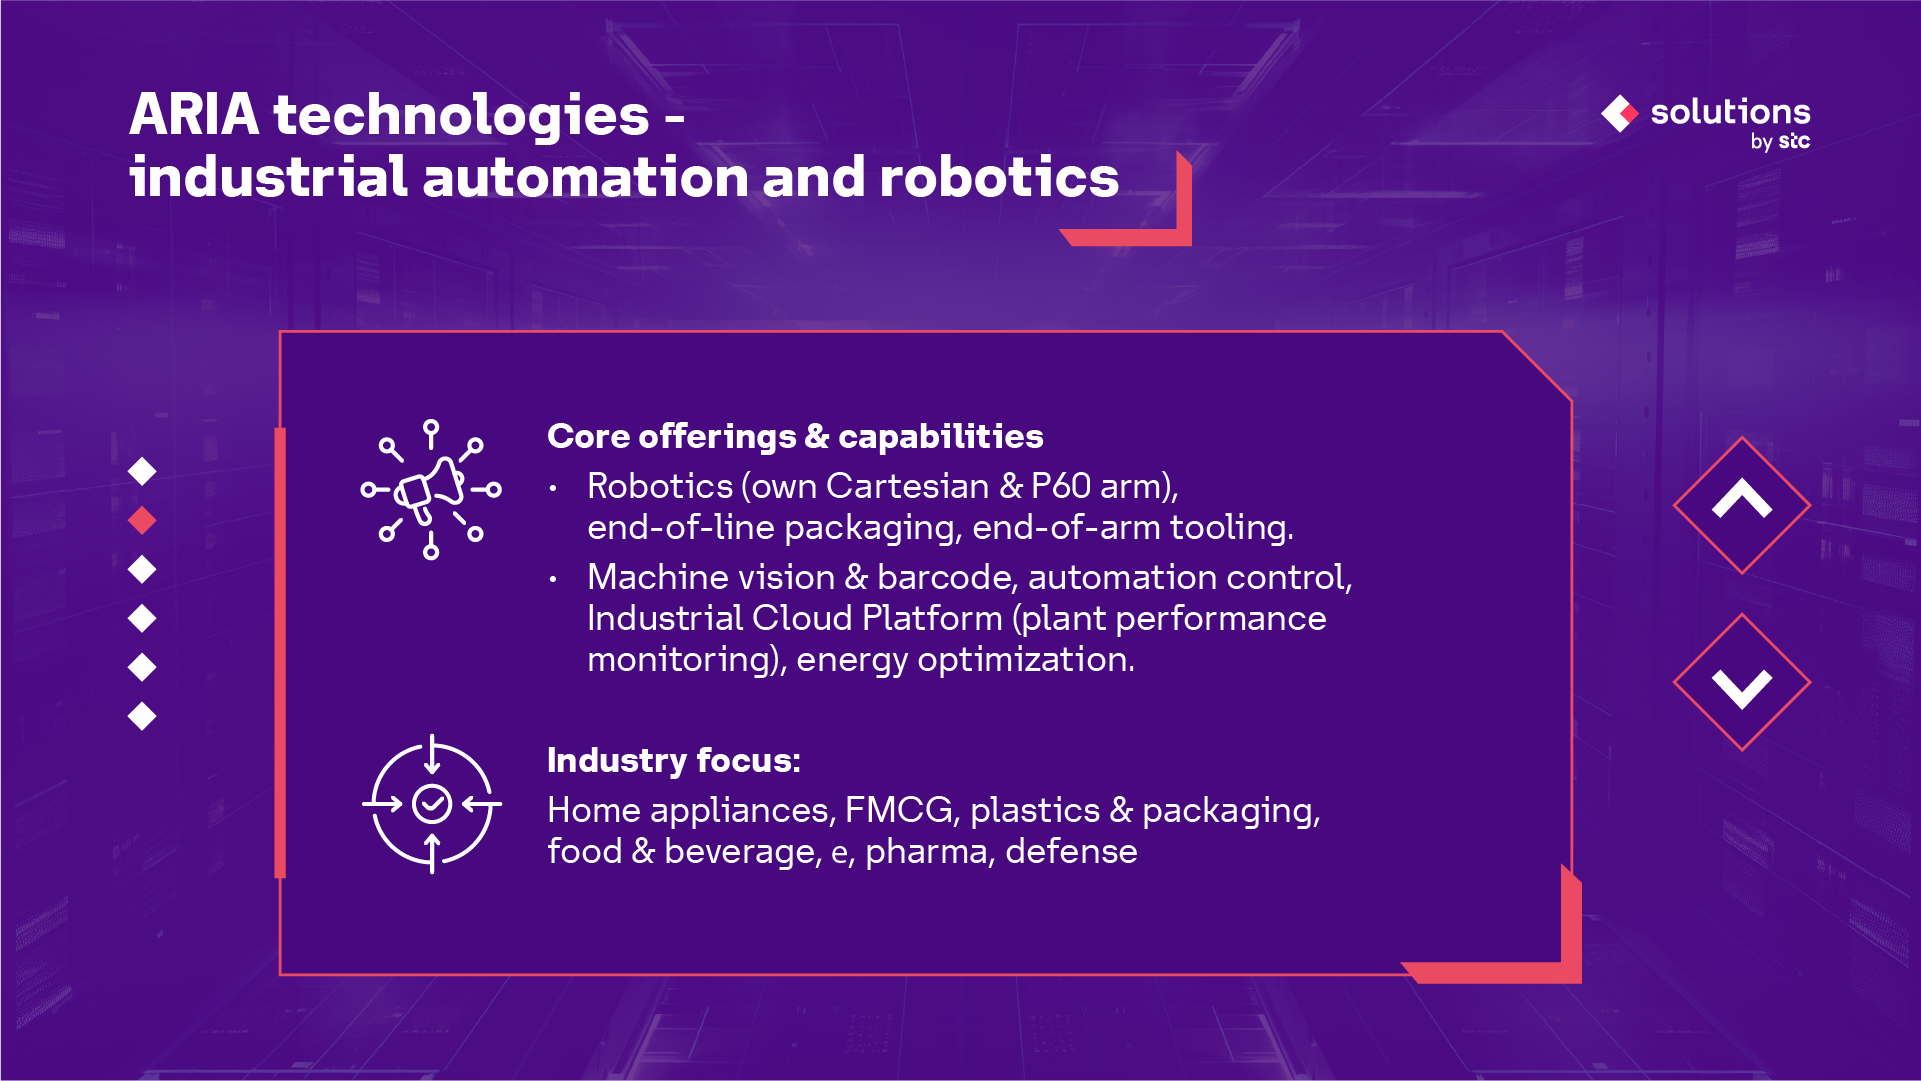 ARIA technologies -
industrial automation and robotics
solutions
by stc
Core offerings & capabilities
• Robotics (own Cartesian & P60 arm),
end-of-line packaging, end-of-arm tooling.
• Machine vision & barcode, automation control,
Industrial Cloud Platform (plant performance
monitoring), energy optimization.
Industry focus:
Home appliances, FMCG, plastics & packaging,
food & beverage, e, pharma, defense